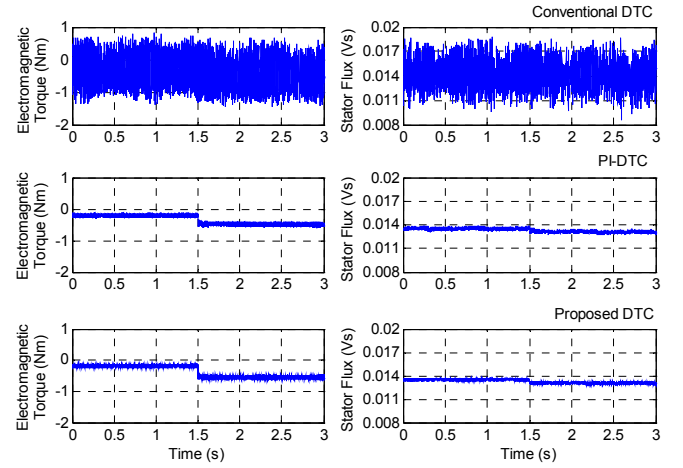 Conventional DTC
Electromagnetic
Torque (Nm)
1
0
-1
-2
0 0.5 1 1.5 2 2.5 3
Stator Flux (Vs)
0.02
0.017
0.014
0.011
0.008
0 0.5 1 1.5 2 2.5 3
PI-DTC
Electromagnetic
Torque (Nm)
1
0
-1
-2
0 0.5 1 1.5 2 2.5 3
Stator Flux (Vs)
0.02
0.017
0.014
0.011
0.008
0 0.5 1 1.5 2 2.5 3
Proposed DTC
Electromagnetic
Torque (Nm)
1
0
-1
-2
0 0.5 1 1.5 2 2.5 3
Time (s)
Stator Flux (Vs)
0.02
0.017
0.014
0.011
0.008
0 0.5 1 1.5 2 2.5 3
Time (s)